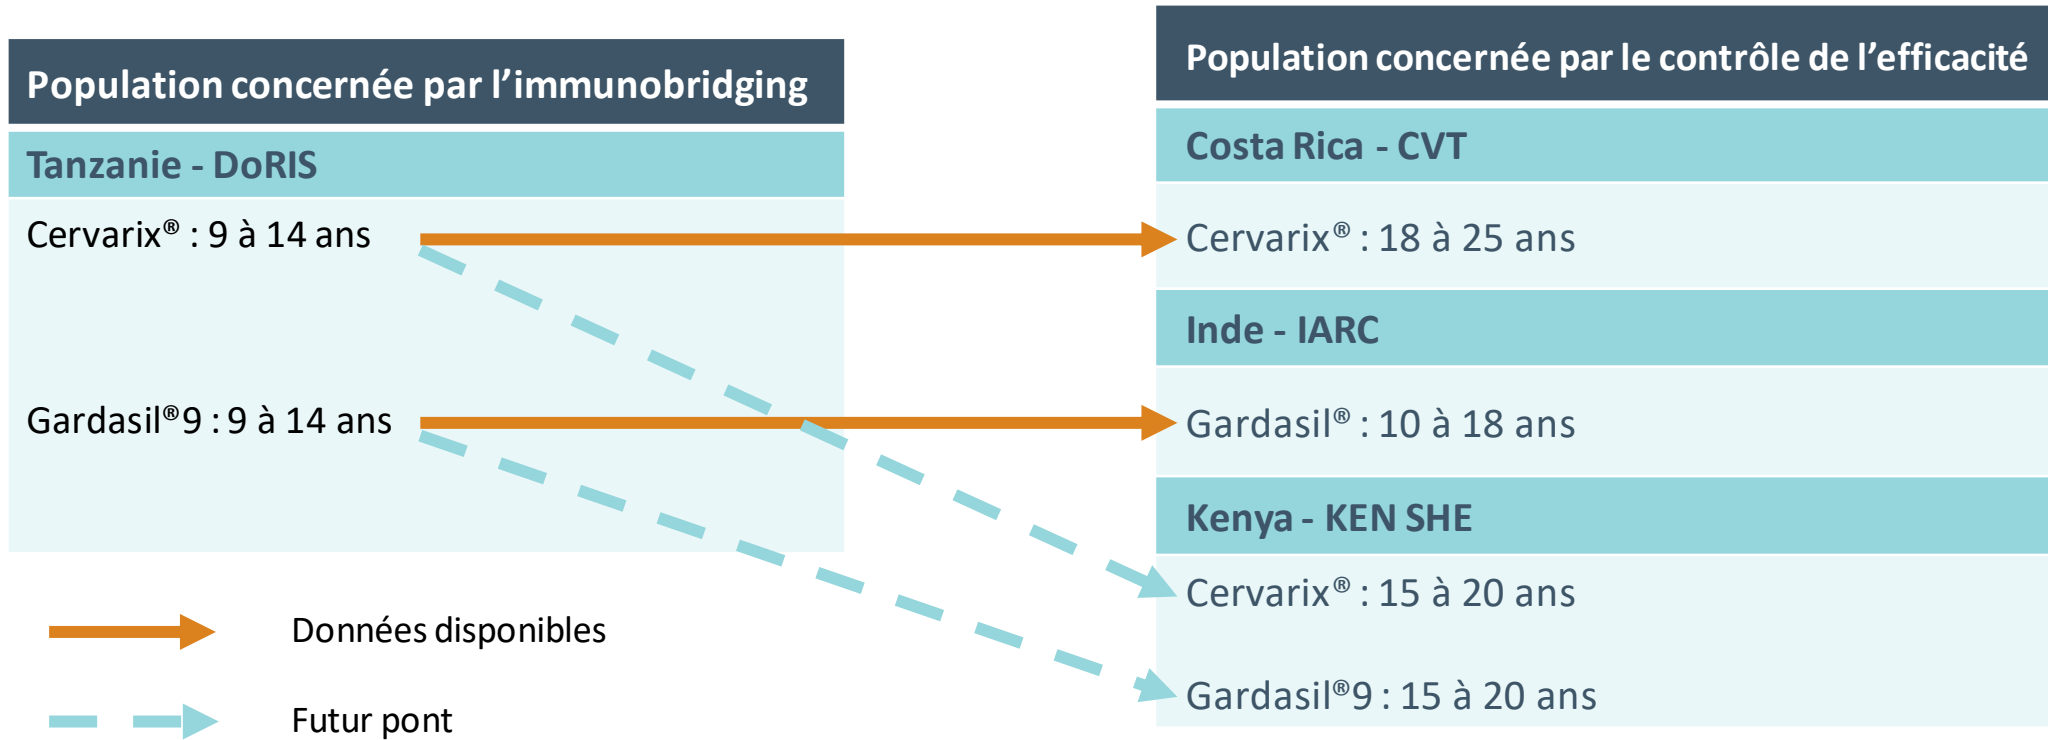 Population concernée par l’immunobridging
Tanzanie - DoRIS
Cervarix® : 9 à 14 ans
Gardasil®9 : 9 à 14 ans
Données disponibles
Futur pont
Population concernée par le contrôle de l’efficacité
Costa Rica - CVT
Cervarix® : 18 à 25 ans
Inde - IARC
Gardasil® : 10 à 18 ans
Kenya - KEN SHE
Cervarix® : 15 à 20 ans
Gardasil®9 : 15 à 20 ans